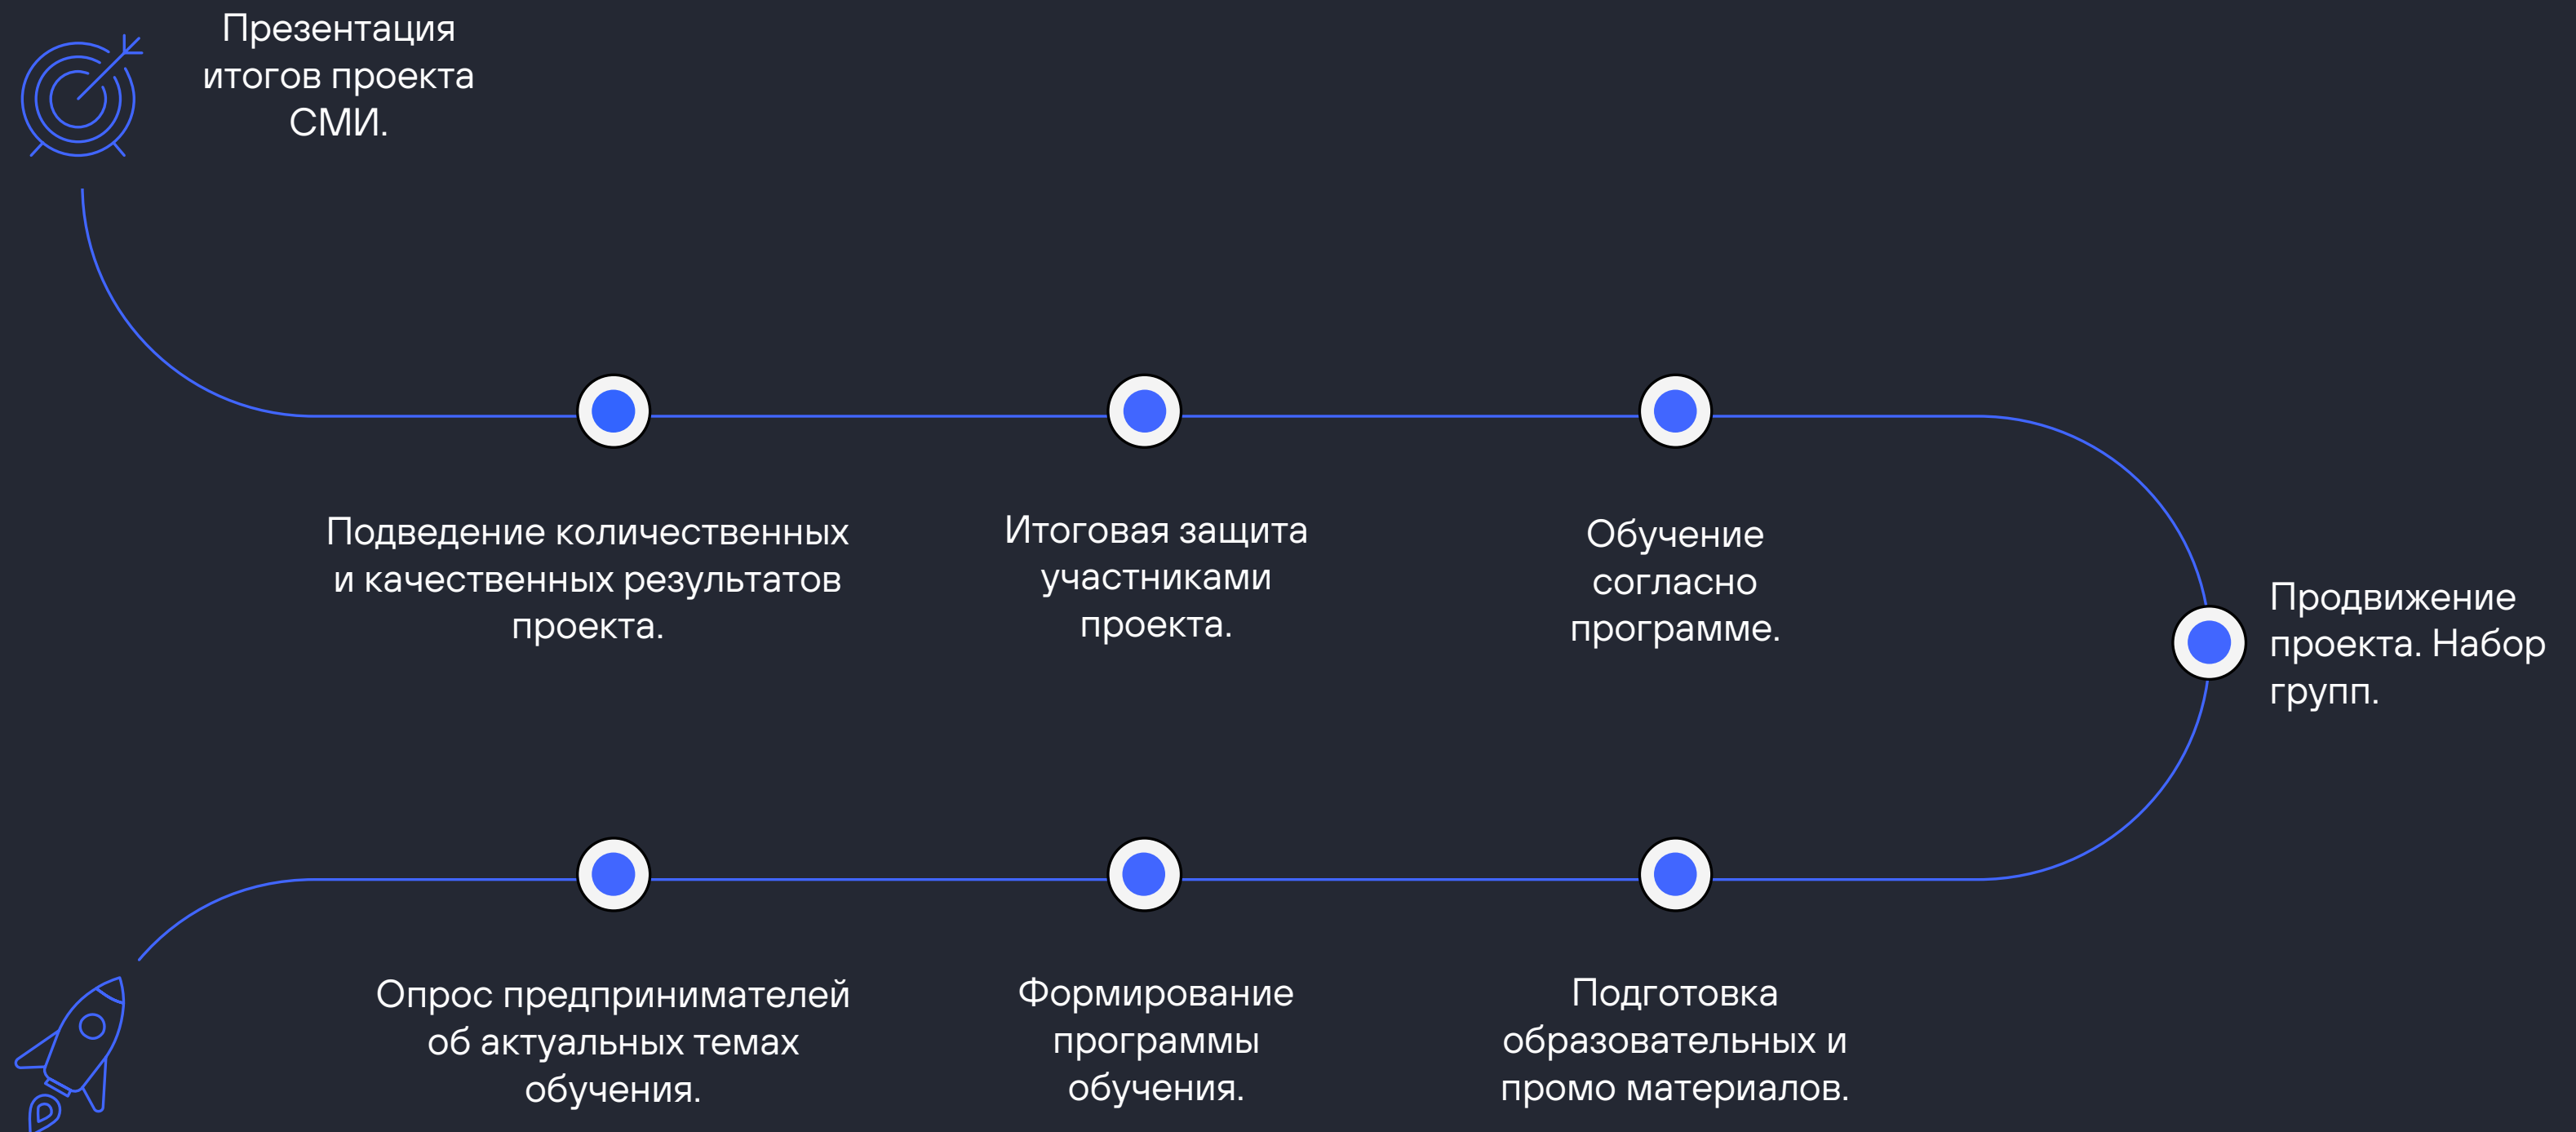 Презентация
итогов проекта
СМИ.
Подведение количественных
и качественных результатов
проекта.
Итоговая защита
участниками
проекта.
Обучение
согласно
программе.
Продвижение
проекта. Набор
групп.
Опрос предпринимателей
об актуальных темах
обучения.
Формирование
программы
обучения.
Подготовка
образовательных и
промо материалов.